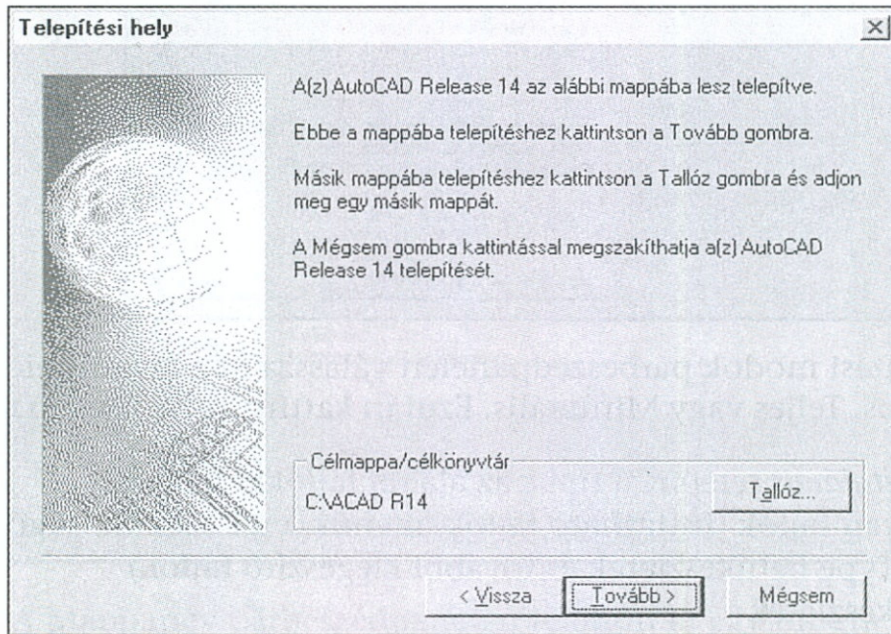 Telepítési hely
A(z) AutoCAD Release 14 az alábbi mappába lesz telepítve.
Ebbe a mappába telepítéshez kattintson a Tovább gombra.
Másik mappába telepítéshez kattintson a Tallóz gombra és adjon
meg egy másik mappát.
A Mégsem gombra kattintással megszakíthatja a(z) AutoCAD
Release 14 telepítését.
Célmappa/célkönyvtár
C:\ACAD R14
Tallóz...
< Vissza
Tovább >
Mégsem